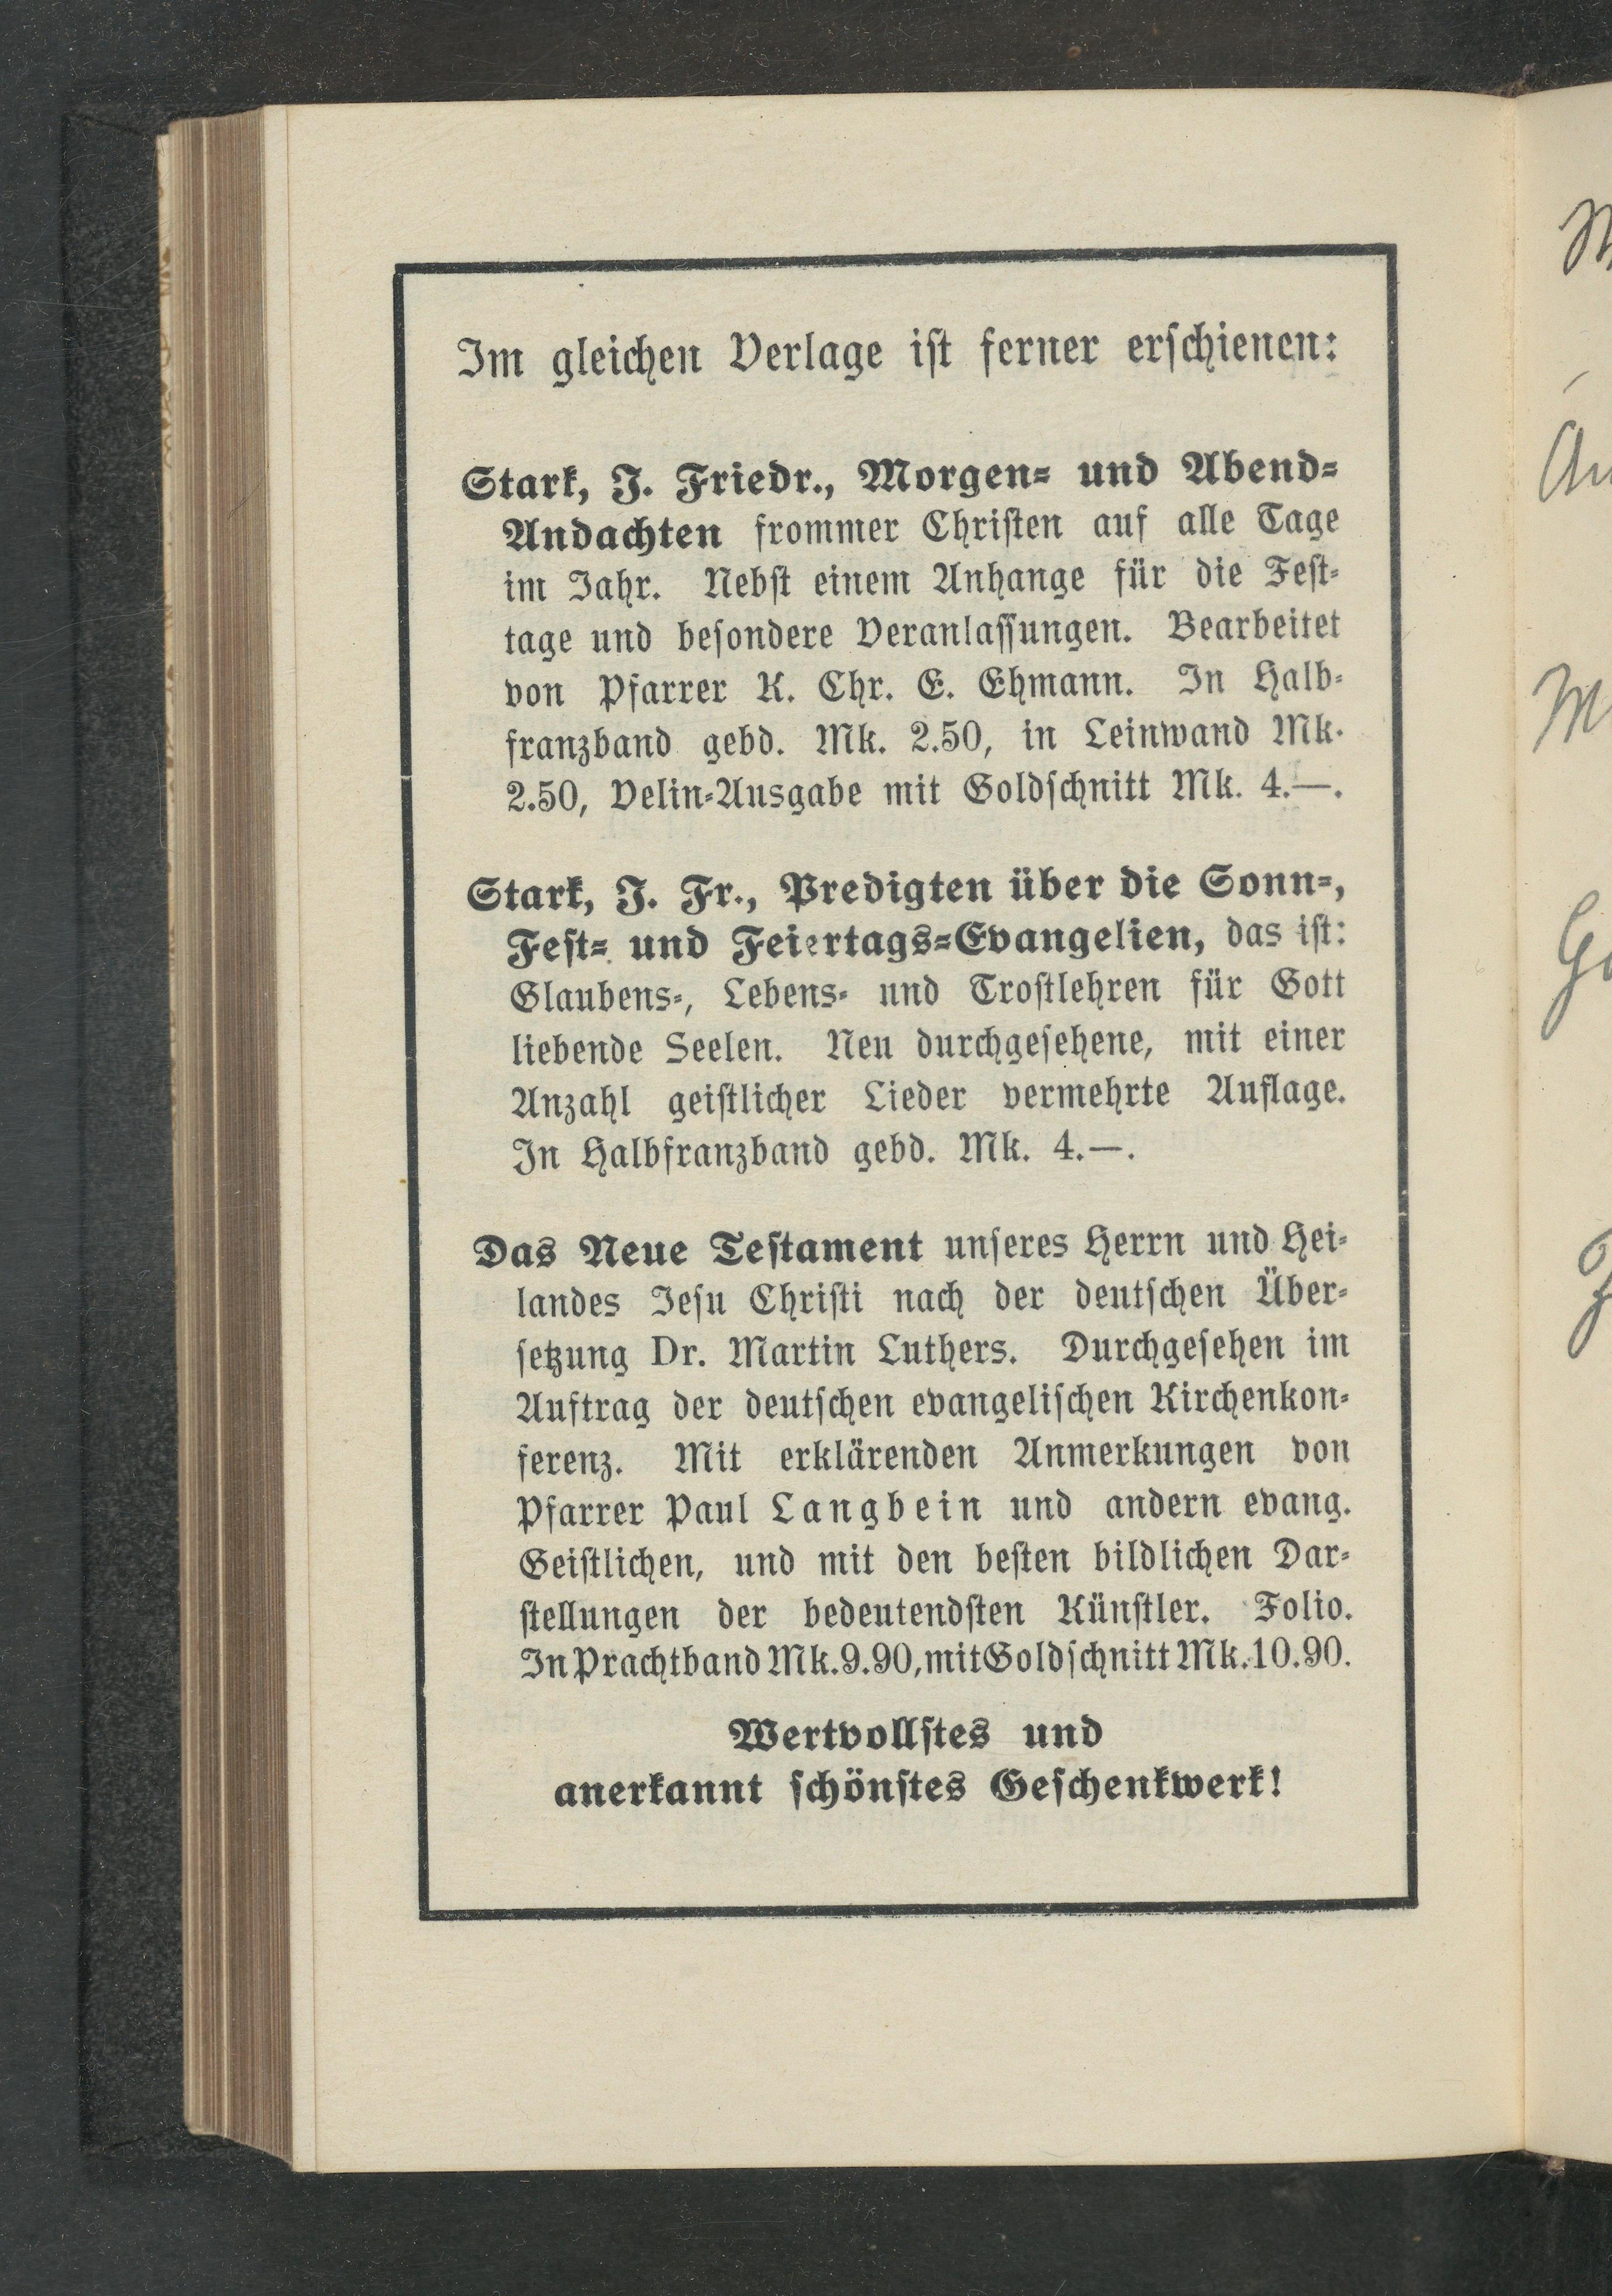 Im gleichen Verlage ist ferner erschienen:
Stark, J. Friedr., Morgen= und Abend=
Andachten frommer Christen auf alle Tage
im Jahr. Nebst einem Anhange für die Fest=
tage und besondere Veranlassungen. Bearbeitet
von Pfarrer K. Chr. E. Ehmann. In Halb=
franzband gebd. Mk. 2.50, in Leinwand Mk.
2.50, Velin=Ausgabe mit Goldschnitt Mk. 4.—.
Stark, J. Fr., Predigten über die Sonn=,
Fest= und Feiertags=Evangelien, das ist:
Glaubens=, Lebens= und Trostlehren für Gott
liebende Seelen. Neu durchgesehene, mit einer
Anzahl geistlicher Lieder vermehrte Auflage.
In Halbfranzband gebd. Mk. 4.—.
Das Neue Testament unseres Herrn und Hei=
landes Jesu Christi nach der deutschen Über=
setzung Dr. Martin Luthers. Durchgesehen im
Auftrag der deutschen evangelischen Kirchenkon=
ferenz. Mit erklärenden Anmerkungen von
Pfarrer Paul Langbein und andern evang.
Geistlichen, und mit den besten bildlichen Dar=
stellungen der bedeutendsten Künstler. Folio.
In Prachtband Mk. 9.90, mit Goldschnitt Mk. 10.90.
Wertvollstes und
anerkannt schönstes Geschenkwerk!